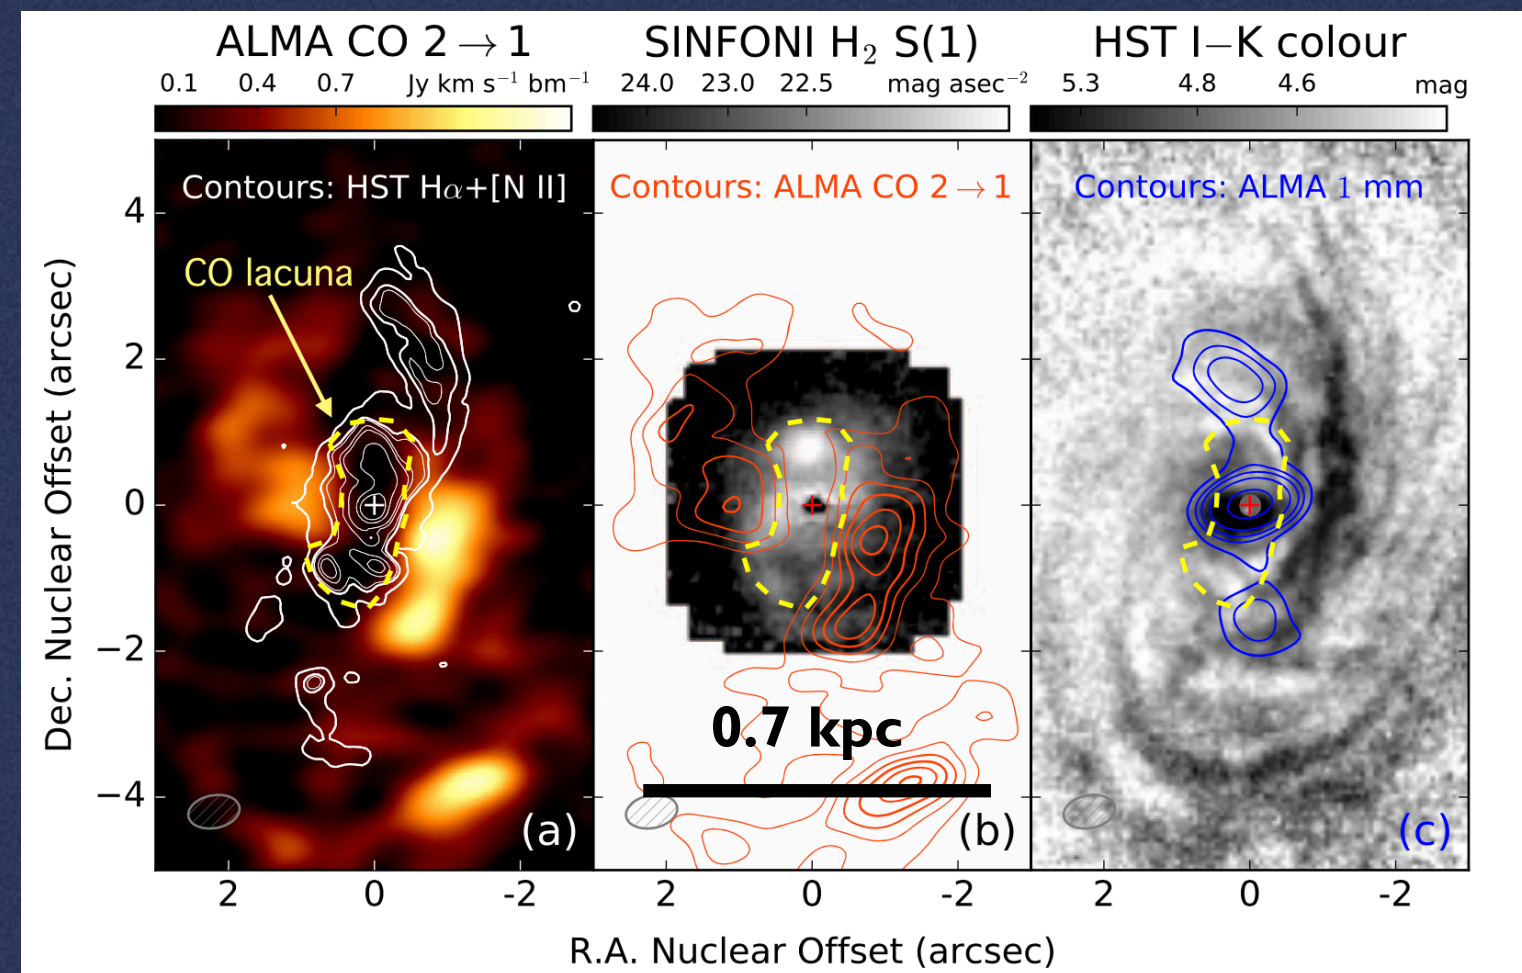 ALMA CO 2→1
SINFONI H₂ S(1)
HST I−K colour
0.1 0.4 0.7 Jy km s⁻¹ bm⁻¹
24.0 23.0 22.5 mag asec⁻²
5.3 4.8 4.6 mag
Contours: HST Hα+[N II]
Contours: ALMA CO 2→1
Contours: ALMA 1 mm
CO lacuna
4
2
0
−2
−4
Dec. Nuclear Offset (arcsec)
0.7 kpc
(a)
(b)
(c)
2 0 -2
2 0 -2
2 0 -2
R.A. Nuclear Offset (arcsec)